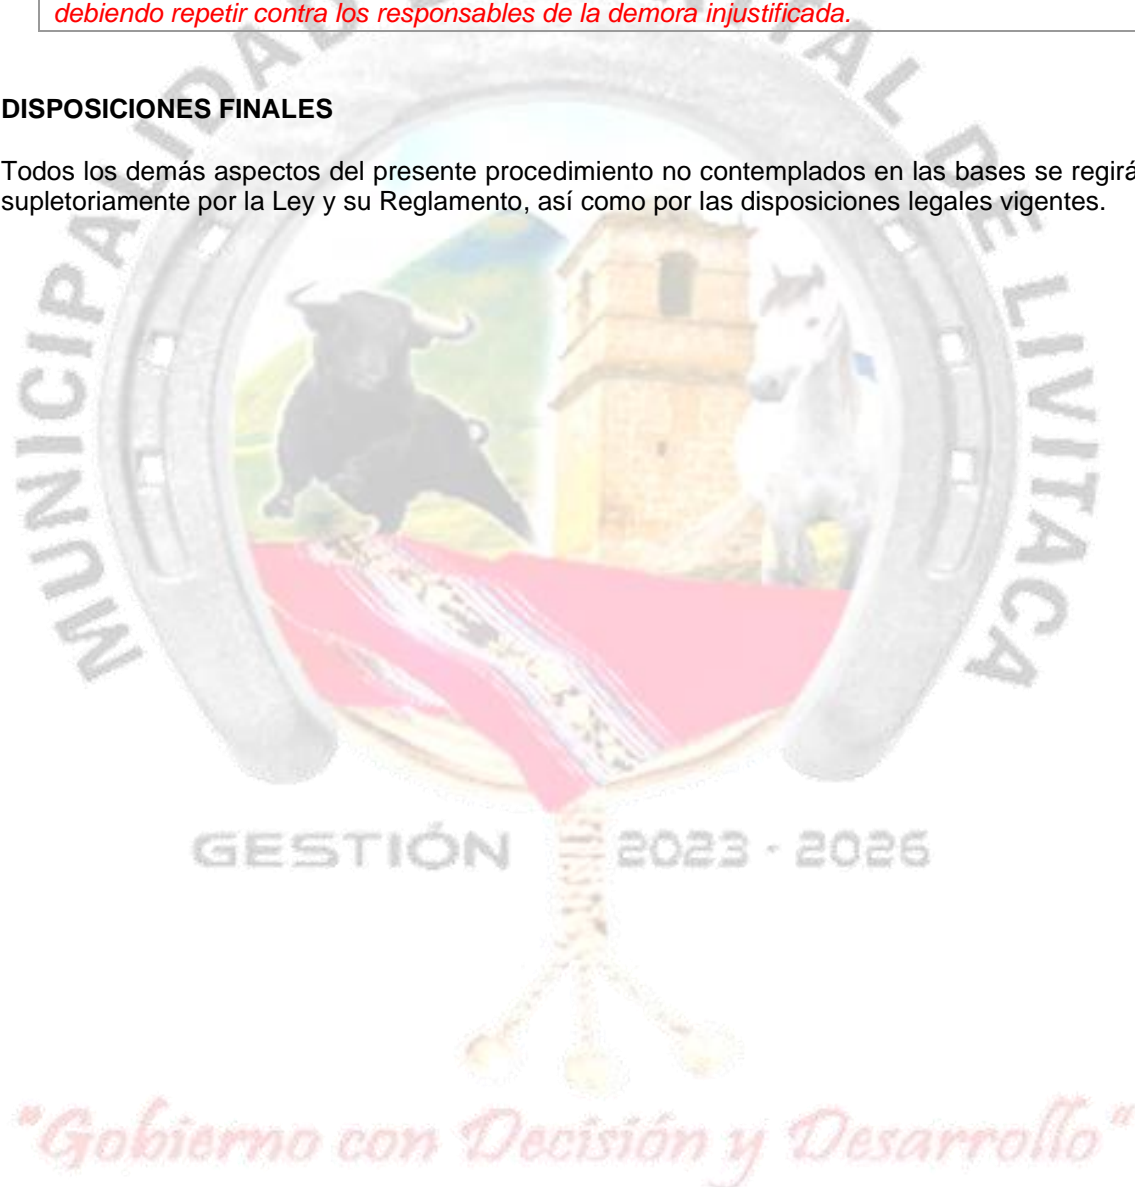 debiendo repetir contra los responsables de la demora injustificada.
DISPOSICIONES FINALES
Todos los demás aspectos del presente procedimiento no contemplados en las bases se regirá
supletoriamente por la Ley y su Reglamento, así como por las disposiciones legales vigentes.
MUNICIPALIDAD TAL DE LIVITACA
GESTIÓN 2023 - 2026
"Gobierno con Decisión y Desarrollo"